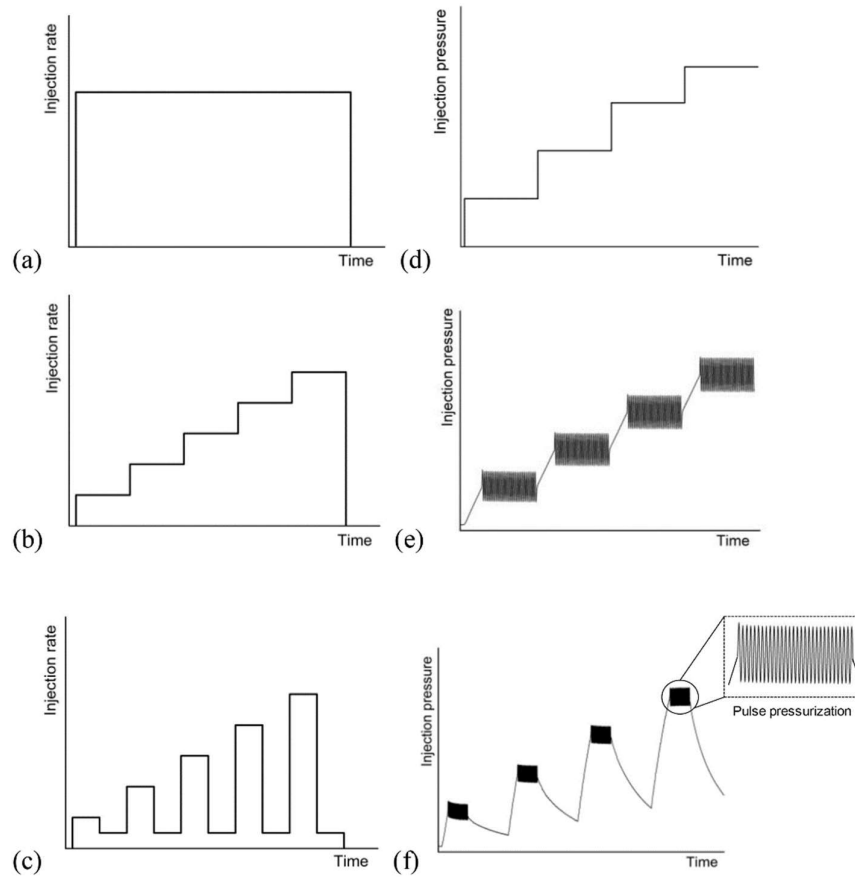 Injection rate
Time
(a)
Injection pressure
Time
(d)
Injection rate
Time
(b)
Injection pressure
Time
(e)
Injection rate
Time
(c)
Injection pressure
Time
(f)
Pulse pressurization